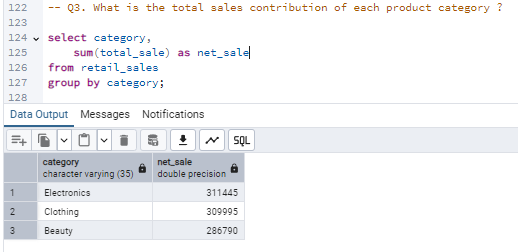 122 -- Q3. What is the total sales contribution of each product category ?
123
124 select category,
125 sum(total_sale) as net_sale
126 from retail_sales
127 group by category;
128
Data Output Messages Notifications
SQL
category net_sale
character varying (35) double precision
1 Electronics 311445
2 Clothing 309995
3 Beauty 286790